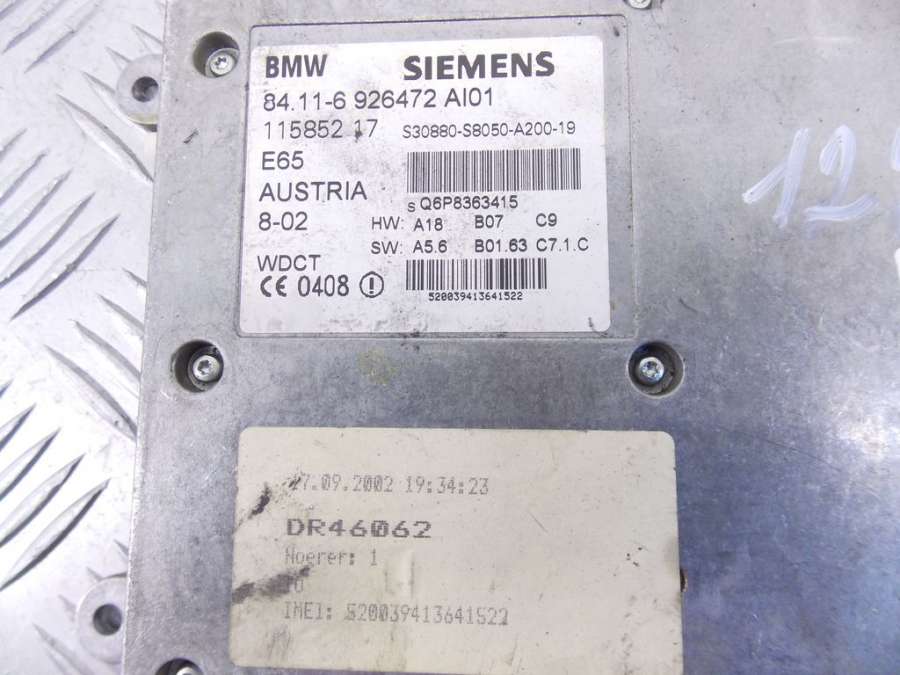 BMW SIEMENS
84.11-6 926472 AI01
115852 17 S30880-S8050-A200-19
E65
AUSTRIA
S Q6P8363415
8-02 HW: A18 B07 C9
SW: A5.6 B01.63 C7.1.C
WDCT
CE 0408
520039413641522
7.09.2002 19:34:23
DR46062
Hoerer: 1
IMEI: 520039413641522
12